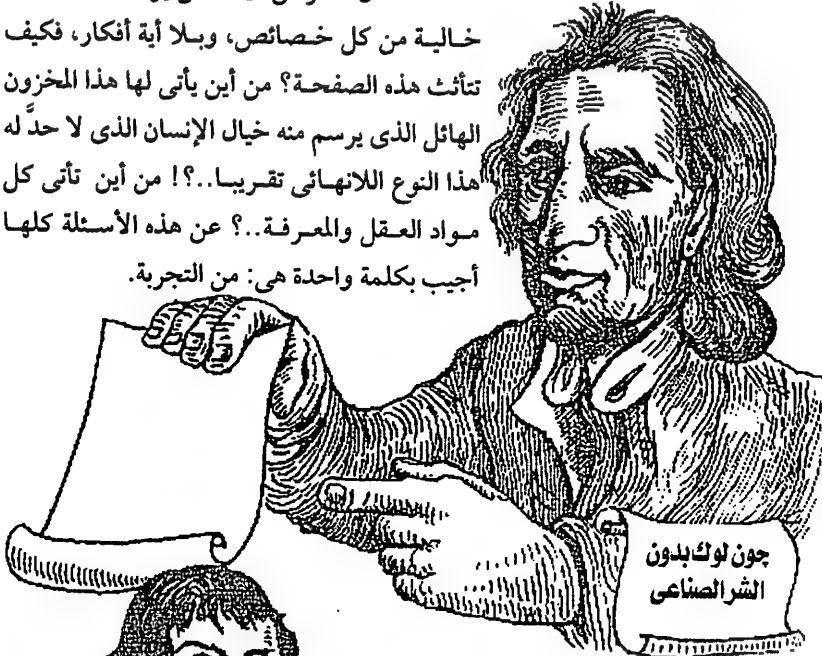 خالية من كل خصائص، وبلا أية أفكار، فكيف
تتأثث هذه الصفحة؟ من أين يأتى لها هذا المخزون
الهائل الذى يرسم منه خيال الإنسان الذى لا حدَّ له
هذا النوع اللانهائى تقريبا..؟! من أين تأتى كل
مواد العقل والمعرفة..؟ عن هذه الأسئلة كلها
أجيب بكلمة واحدة هى: من التجربة.
چون لوك بدون
الشر الصناعى